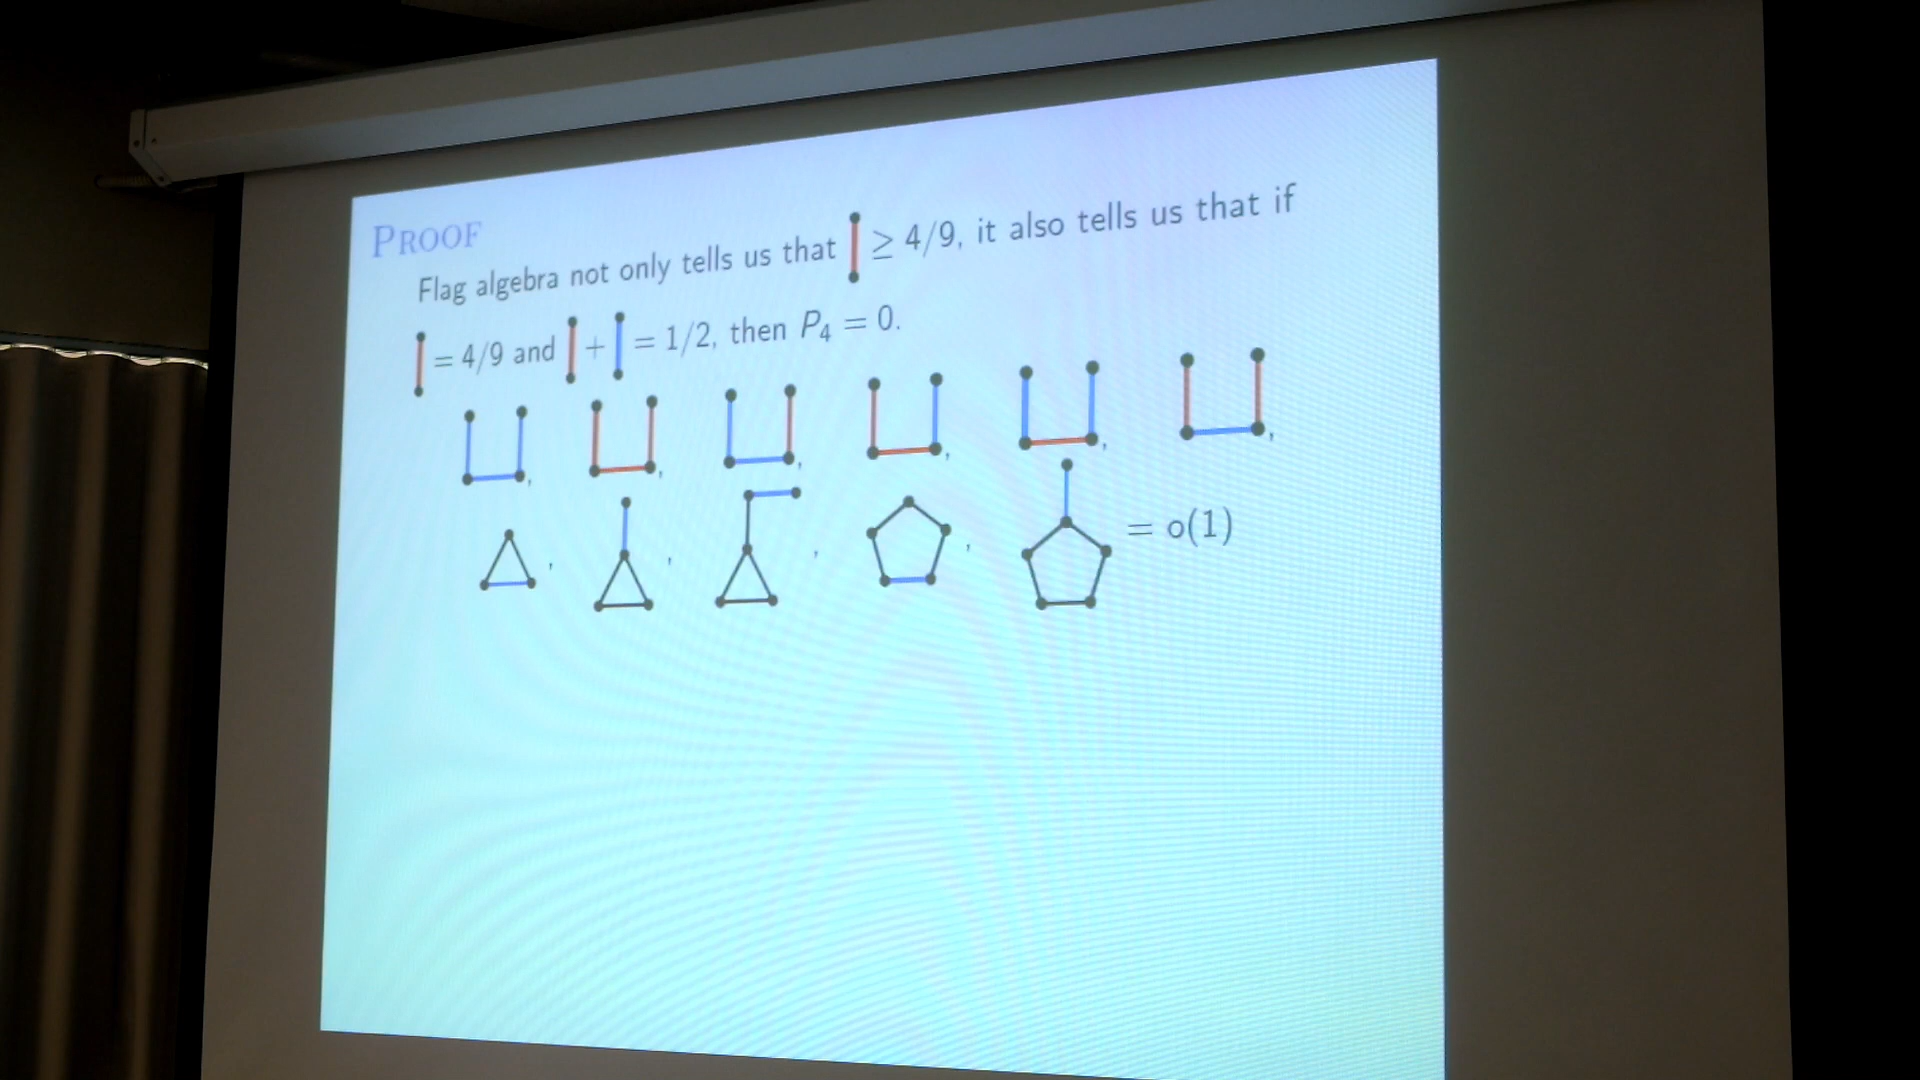 PROOF
Flag algebra not only tells us that ≥ 4/9, it also tells us that if
= 4/9 and + = 1/2, then P₄ = 0.
, , , , , ,
, , , , = o(1)